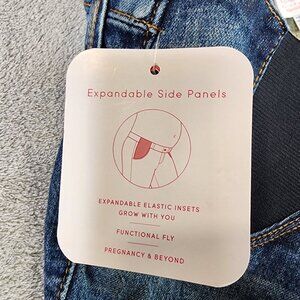 Expandable Side Panels
EXPANDABLE ELASTIC INSETS
GROW WITH YOU
FUNCTIONAL FLY
PREGNANCY & BEYOND